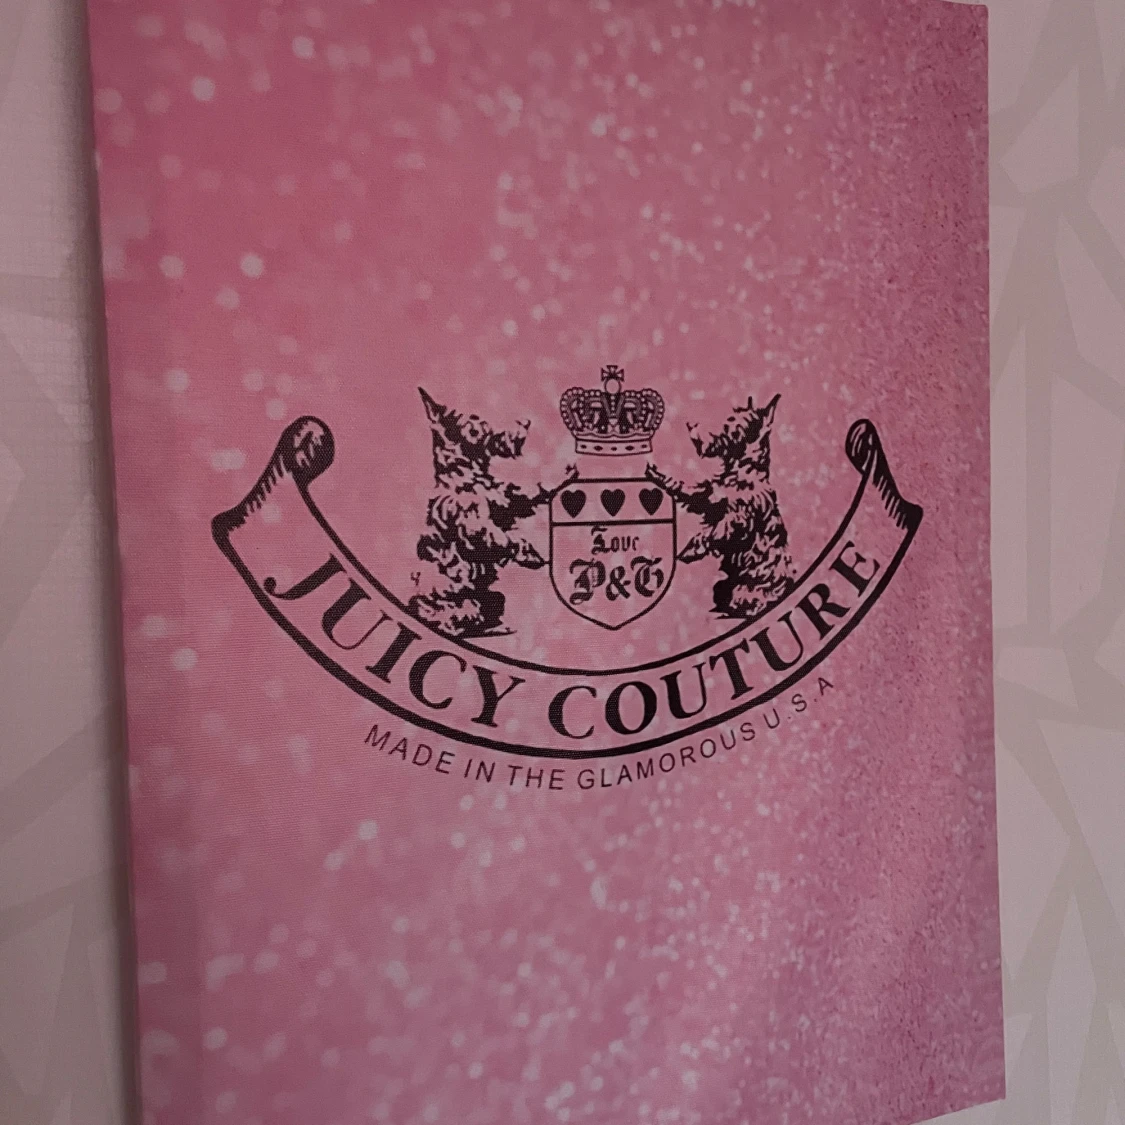 Love
P&G
JUICY COUTURE
MADE IN THE GLAMOROUS U.S.A